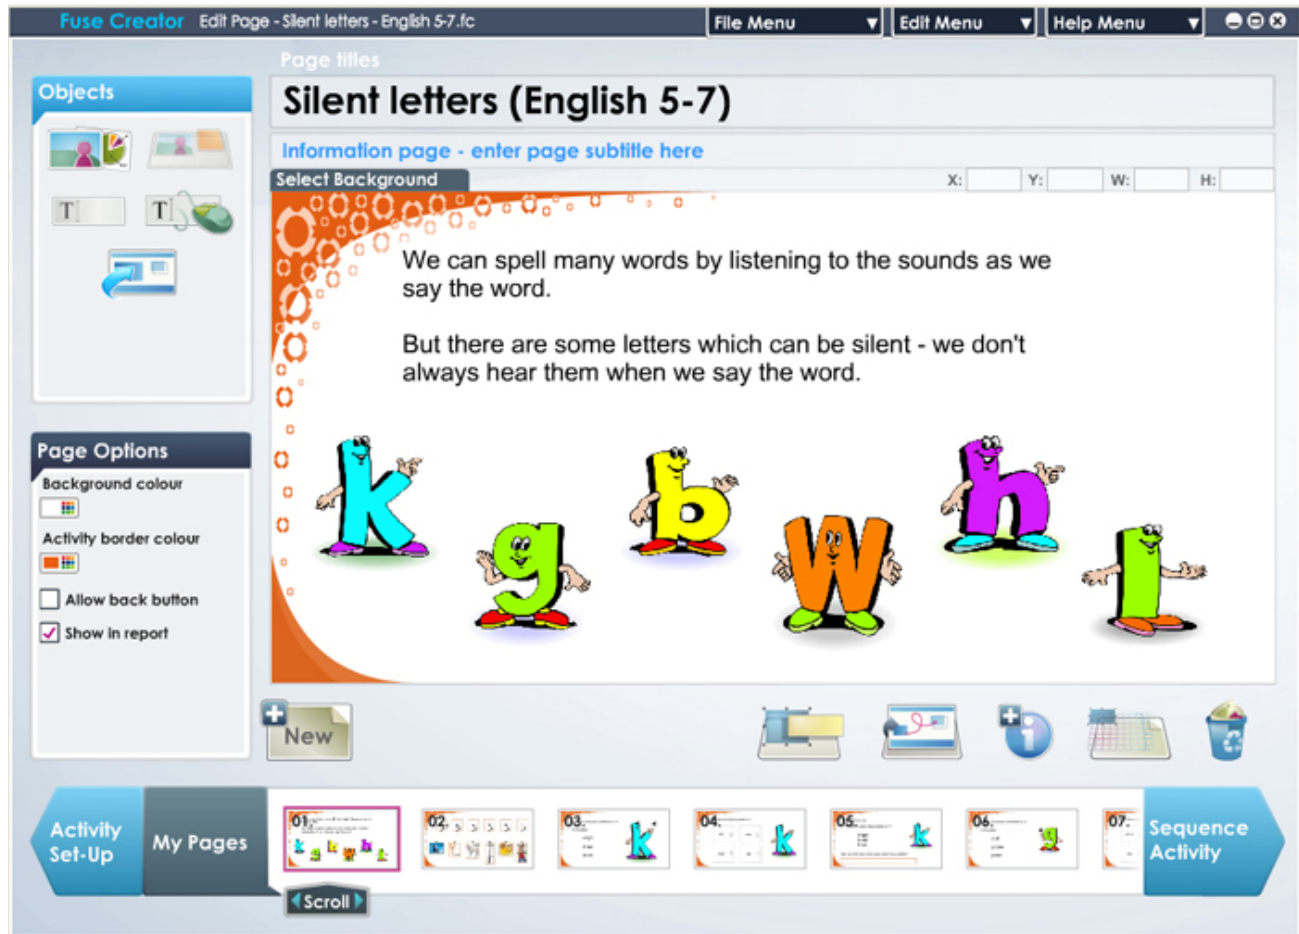 Fuse Creator Edit Page - Silent letters - English 5-7.fc File Menu Edit Menu Help Menu
Page titles
Objects
Silent letters (English 5-7)
Information page - enter page subtitle here
Select Background X: Y: W: H:
T T
We can spell many words by listening to the sounds as we
say the word.
But there are some letters which can be silent - we don't
always hear them when we say the word.
k g b w h l
Page Options
Background colour
Activity border colour
Allow back button
Show in report
New
Activity
Set-Up
My Pages
01. 02. 03. 04. 05. 06. 07.
Sequence
Activity
Scroll